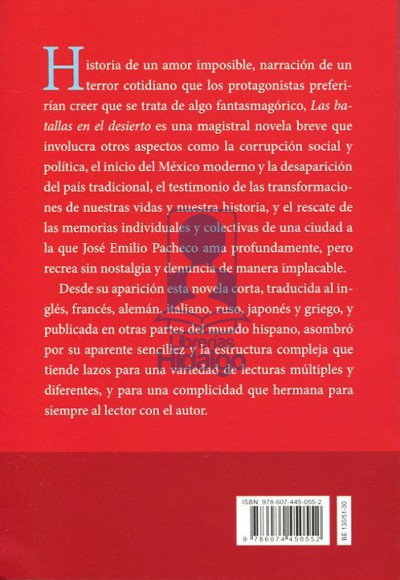 Historia de un amor imposible, narración de un
terror cotidiano que los protagonistas preferi-
rían creer que se trata de algo fantasmagórico, Las ba-
tallas en el desierto es una magistral novela breve que
involucra otros aspectos como la corrupción social y
política, el inicio del México moderno y la desaparición
del país tradicional, el testimonio de las transformacio-
nes de nuestras vidas y nuestra historia, y el rescate de
las memorias individuales y colectivas de una ciudad a
la que José Emilio Pacheco ama profundamente, pero
recrea sin nostalgia y denuncia de manera implacable.
Desde su aparición esta novela corta, traducida al in-
glés, francés, alemán, italiano, ruso, japonés y griego, y
publicada en otras partes del mundo hispano, asombró
por su aparente sencillez y la estructura compleja que
tiende lazos para una variedad de lecturas múltiples y
diferentes, y para una complicidad que hermana para
siempre al lector con el autor.
Librerías
Hidalgo
ISBN: 978-607-445-055-2
9 786074 450552
BE 130/51-30